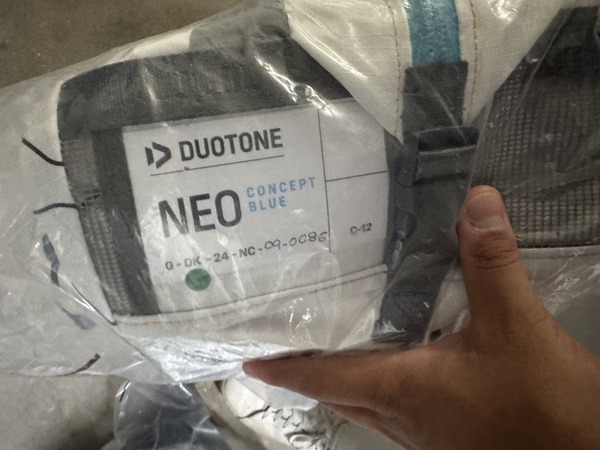 DUOTONE
NEO CONCEPT
BLUE
G-DK-24-NC-09-0086 C-12